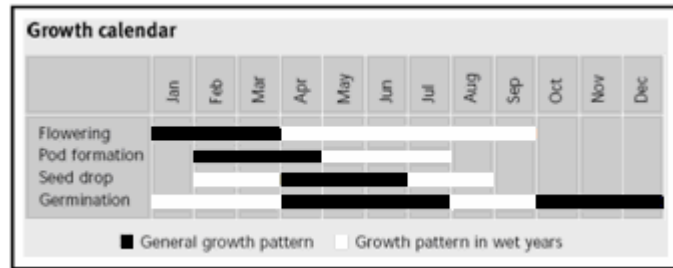 Growth calendar
Jan Feb Mar Apr May Jun Jul Aug Sep Oct Nov Dec
Flowering
Pod formation
Seed drop
Germination
General growth pattern Growth pattern in wet years